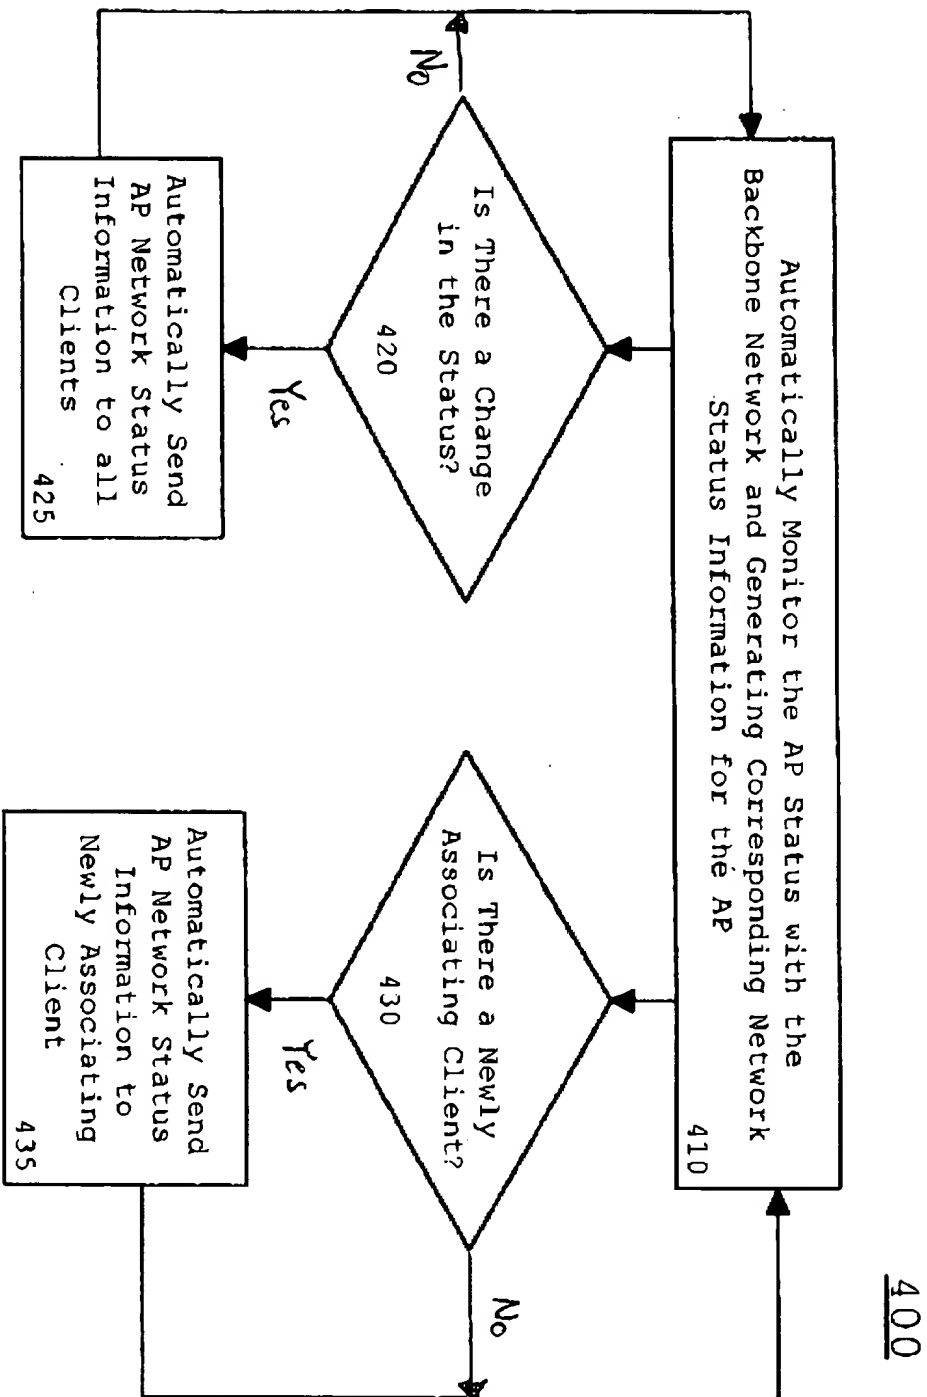 400
Automatically Monitor the AP Status with the
Backbone Network and Generating Corresponding Network
Status Information for the AP
410
Is There a Change
in the Status?
420
No
Yes
Automatically Send
AP Network Status
Information to all
Clients
425
Is There a Newly
Associating Client?
430
No
Yes
Automatically Send
AP Network Status
Information to
Newly Associating
Client
435